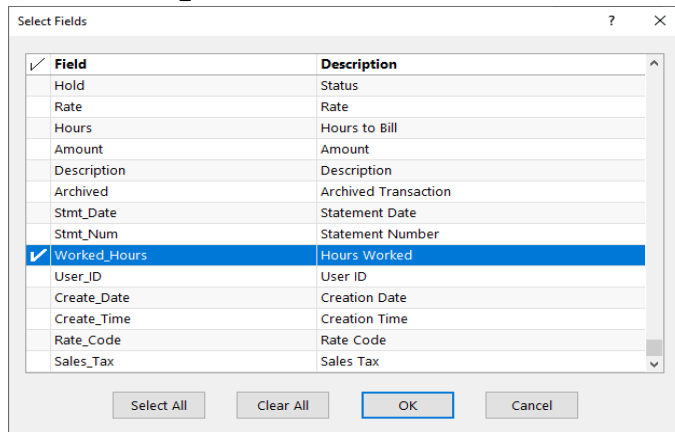 Select Fields ? ×
✓ Field Description
Hold Status
Rate Rate
Hours Hours to Bill
Amount Amount
Description Description
Archived Archived Transaction
Stmt_Date Statement Date
Stmt_Num Statement Number
✓ Worked_Hours Hours Worked
User_ID User ID
Create_Date Creation Date
Create_Time Creation Time
Rate_Code Rate Code
Sales_Tax Sales Tax
Select All Clear All OK Cancel